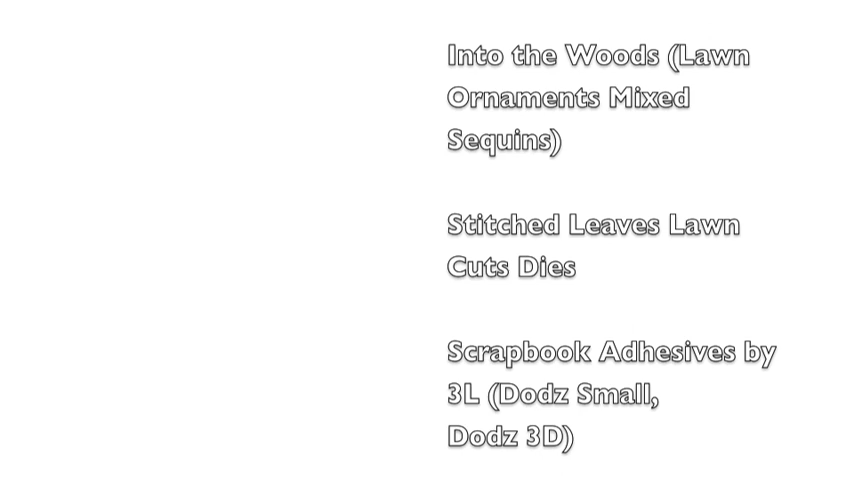 Into the Woods (Lawn
Ornaments Mixed
Sequins)
Stitched Leaves Lawn
Cuts Dies
Scrapbook Adhesives by
3L (Dodz Small,
Dodz 3D)